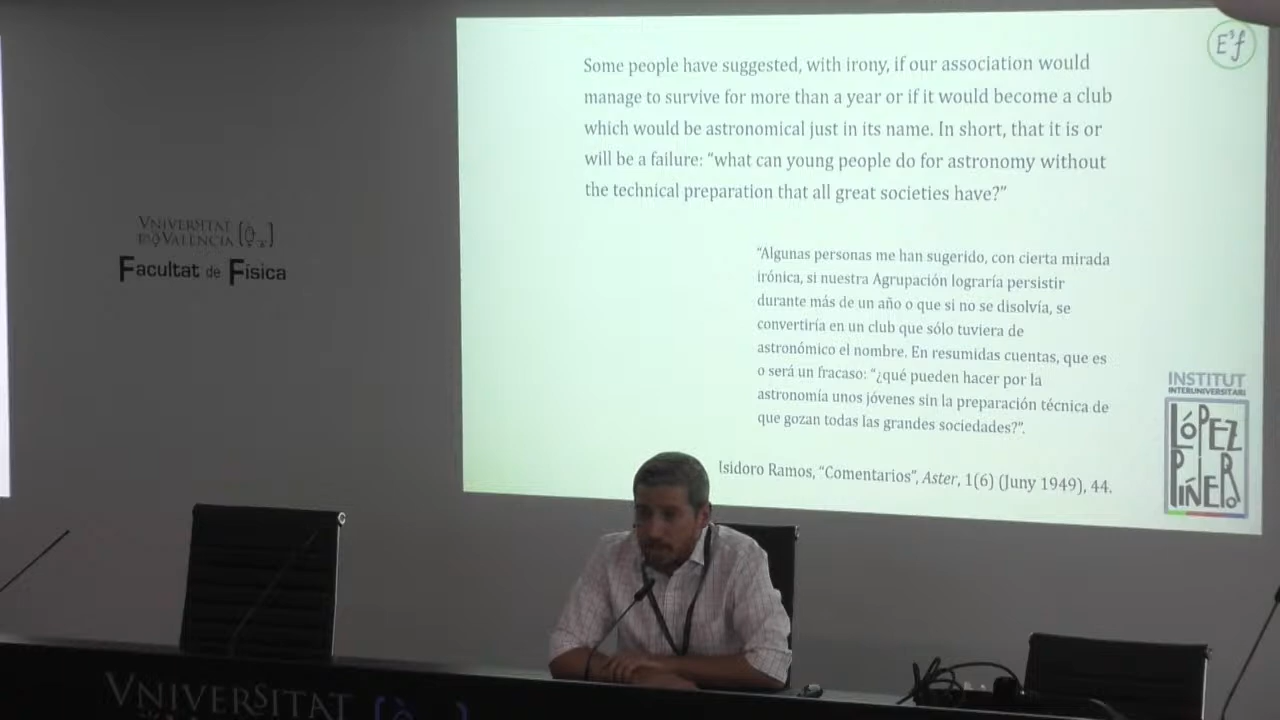 E³f
Some people have suggested, with irony, if our association would
manage to survive for more than a year or if it would become a club
which would be astronomical just in its name. In short, that it is or
will be a failure: "what can young people do for astronomy without
the technical preparation that all great societies have?"
"Algunas personas me han sugerido, con cierta mirada
irónica, si nuestra Agrupación lograría persistir
durante más de un año o que si no se disolvía, se
convertiría en un club que sólo tuviera de
astronómico el nombre. En resumidas cuentas, que es
o será un fracaso: "¿qué pueden hacer por la
astronomía unos jóvenes sin la preparación técnica de
que gozan todas las grandes sociedades?".
Isidoro Ramos, "Comentarios", Aster, 1(6) (Juny 1949), 44.
INSTITUT
INTERUNIVERSITARI
LóPEZ
PIÑERO
VNIVERSITAT
DE VALÈNCIA
Facultat de Física
VNIVERSITAT